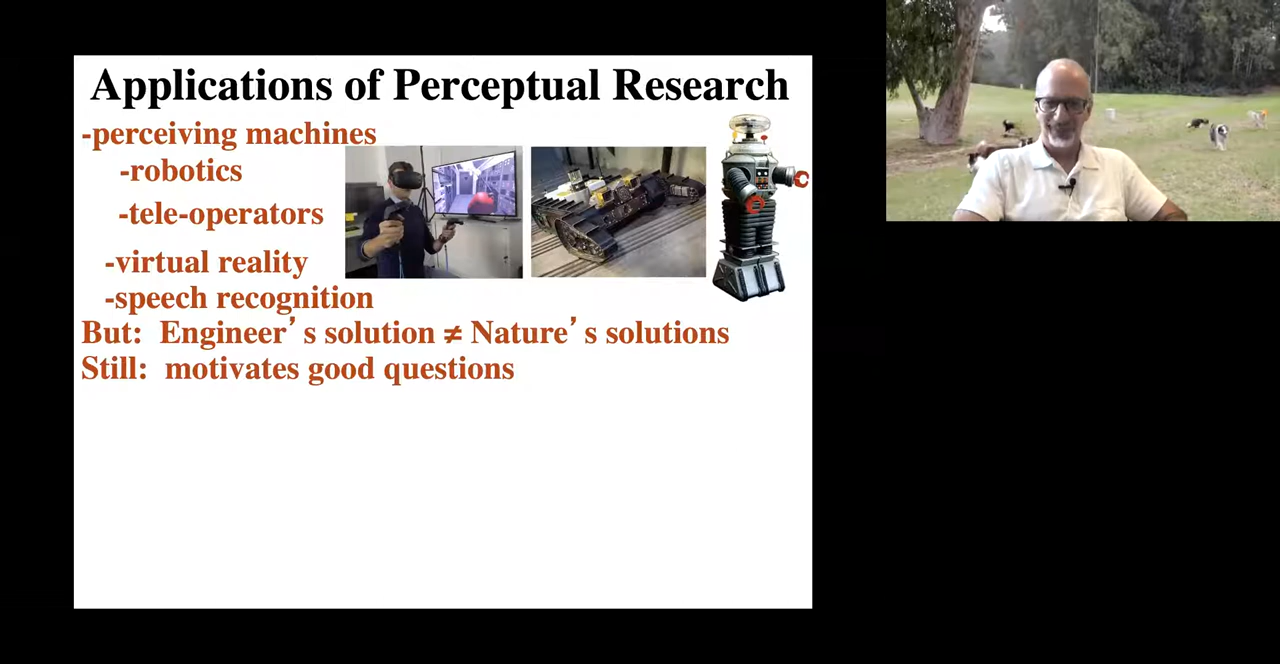 Applications of Perceptual Research
-perceiving machines
-robotics
-tele-operators
-virtual reality
-speech recognition
But:  Engineer’s solution ≠ Nature’s solutions
Still:  motivates good questions